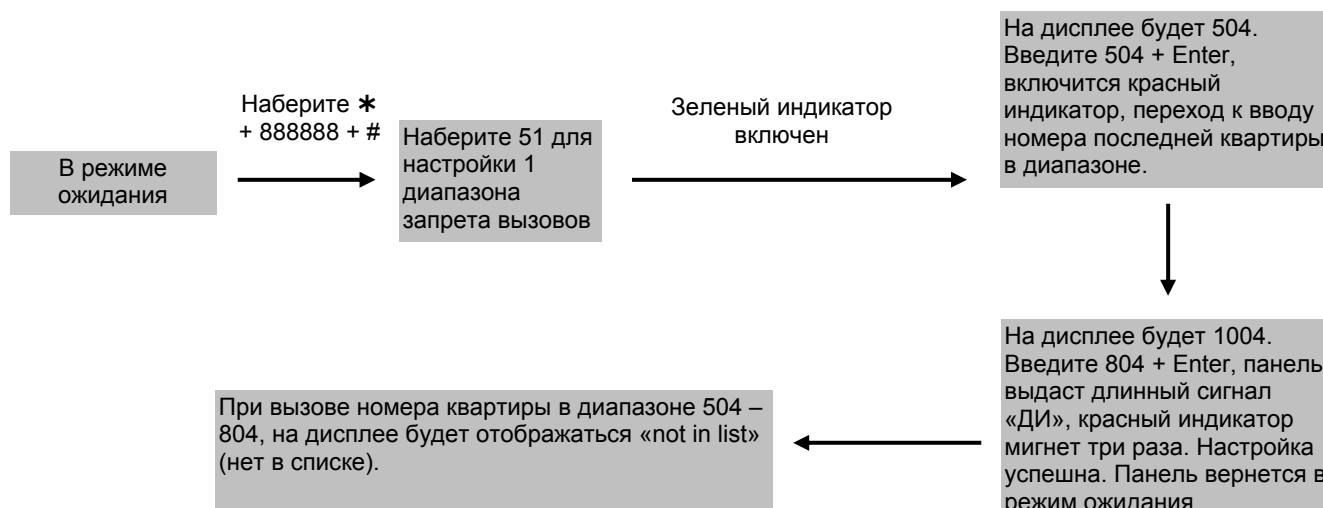 В режиме
ожидания
Наберите ✱
+ 888888 + #
Наберите 51 для
настройки 1
диапазона
запрета вызовов
Зеленый индикатор
включен
На дисплее будет 504.
Введите 504 + Enter,
включится красный
индикатор, переход к вводу
номера последней квартиры
в диапазоне.
На дисплее будет 1004.
Введите 804 + Enter, панель
выдаст длинный сигнал
«ДИ», красный индикатор
мигнет три раза. Настройка
успешна. Панель вернется в
режим ожидания
При вызове номера квартиры в диапазоне 504 –
804, на дисплее будет отображаться «not in list»
(нет в списке).